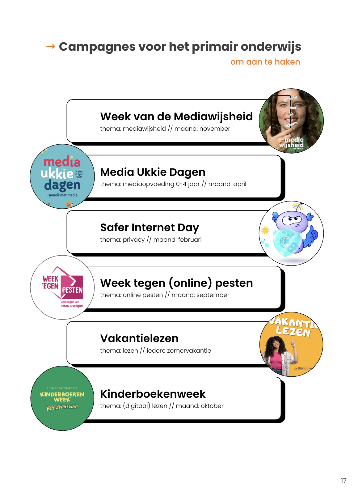 → Campagnes voor het primair onderwijs
om aan te haken
Week van de Mediawijsheid
thema: mediawijsheid // maand: november
media
wijsheid
media
ukkie
dagen
Media Ukkie Dagen
thema: mediaopvoeding 0-4 jaar // maand: april
Safer Internet Day
thema: privacy // maand: februari
WEEK
TEGEN
PESTEN
Week tegen (online) pesten
thema: online pesten // maand: september
VAKANTIE
LEZEN
Vakantielezen
thema: lezen // iedere zomervakantie
KINDERBOEKEN
WEEK
Kinderboekenweek
thema: (digitaal) lezen // maand: oktober
17